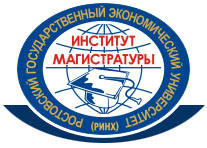 РОСТОВСКИЙ ГОСУДАРСТВЕННЫЙ ЭКОНОМИЧЕСКИЙ УНИВЕРСИТЕТ
(РИНХ)
ИНСТИТУТ
МАГИСТРАТУРЫ